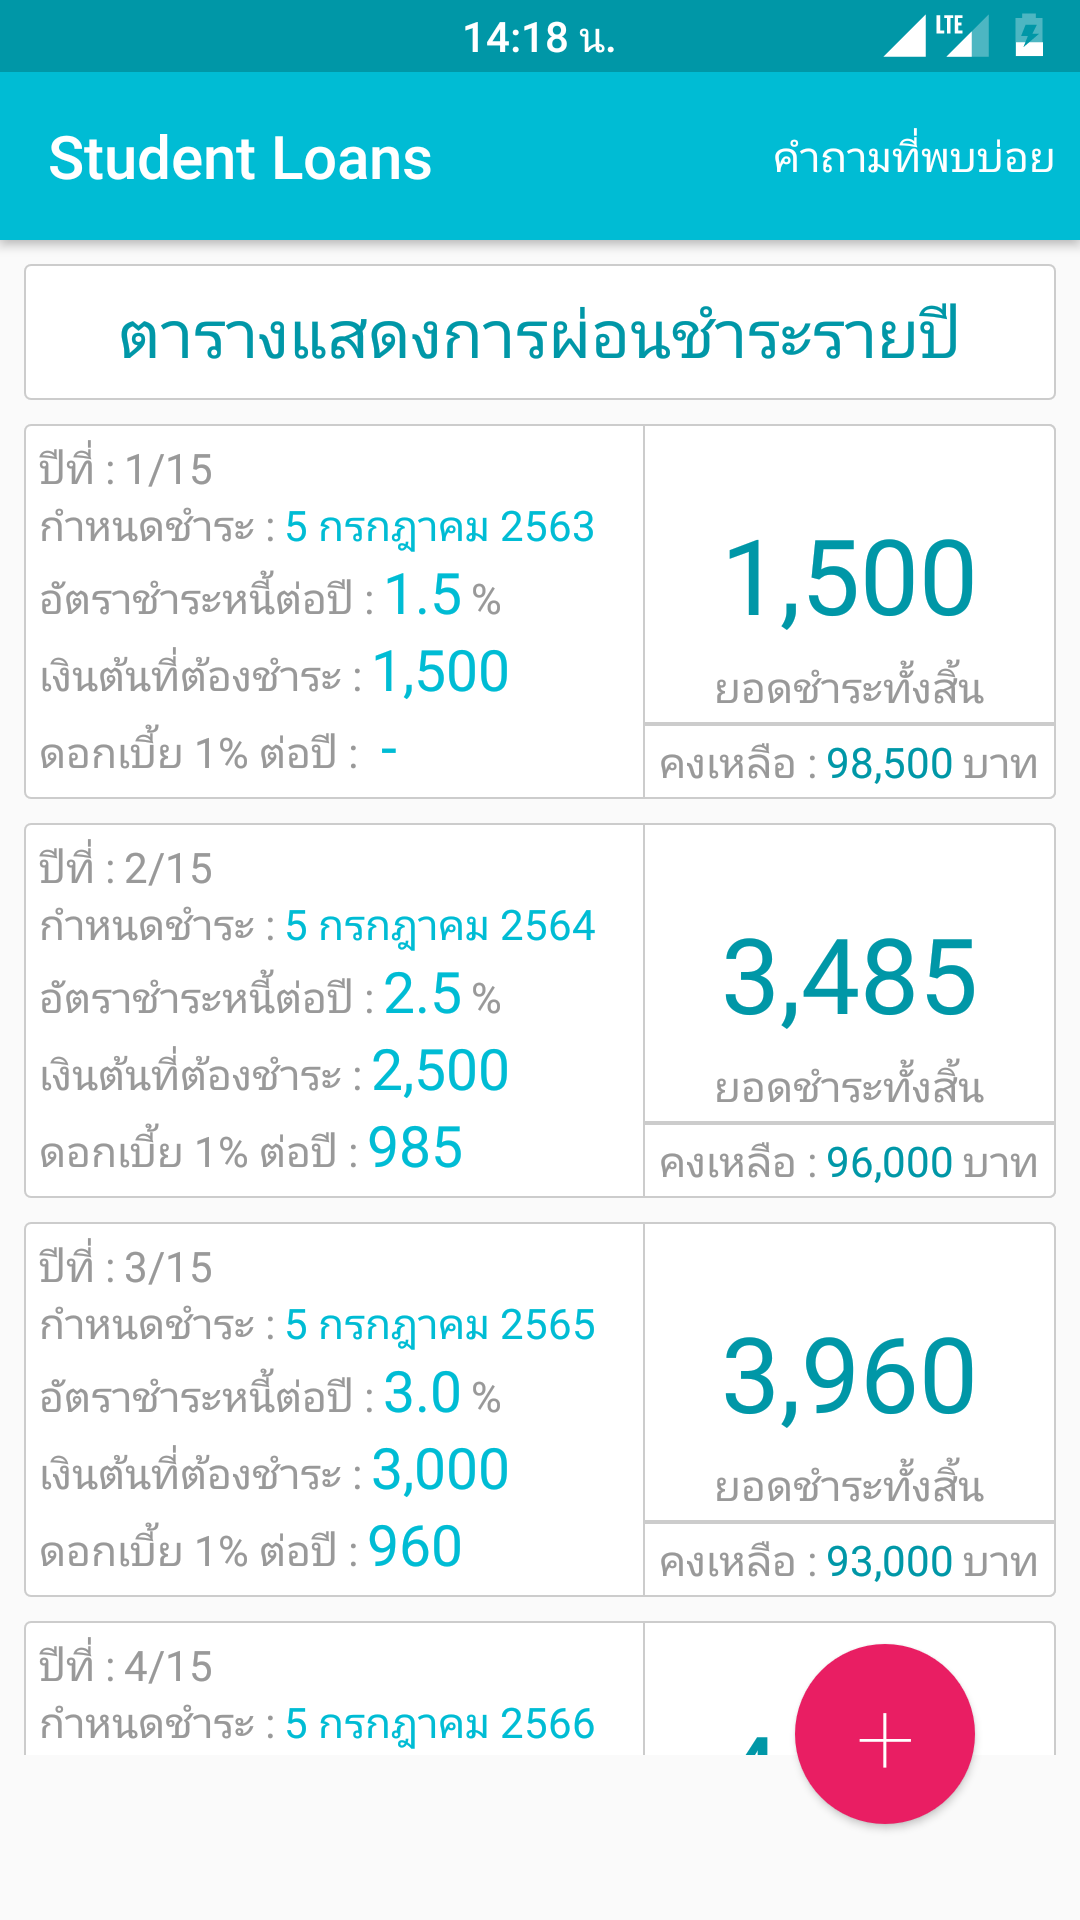 14:18 น.
LTE
Student Loans
คำถามที่พบบ่อย
ตารางแสดงการผ่อนชำระรายปี
ปีที่ : 1/15
กำหนดชำระ : 5 กรกฎาคม 2563
อัตราชำระหนี้ต่อปี : 1.5 %
เงินต้นที่ต้องชำระ : 1,500
ดอกเบี้ย 1% ต่อปี : -
1,500
ยอดชำระทั้งสิ้น
คงเหลือ : 98,500 บาท
ปีที่ : 2/15
กำหนดชำระ : 5 กรกฎาคม 2564
อัตราชำระหนี้ต่อปี : 2.5 %
เงินต้นที่ต้องชำระ : 2,500
ดอกเบี้ย 1% ต่อปี : 985
3,485
ยอดชำระทั้งสิ้น
คงเหลือ : 96,000 บาท
ปีที่ : 3/15
กำหนดชำระ : 5 กรกฎาคม 2565
อัตราชำระหนี้ต่อปี : 3.0 %
เงินต้นที่ต้องชำระ : 3,000
ดอกเบี้ย 1% ต่อปี : 960
3,960
ยอดชำระทั้งสิ้น
คงเหลือ : 93,000 บาท
ปีที่ : 4/15
กำหนดชำระ : 5 กรกฎาคม 2566